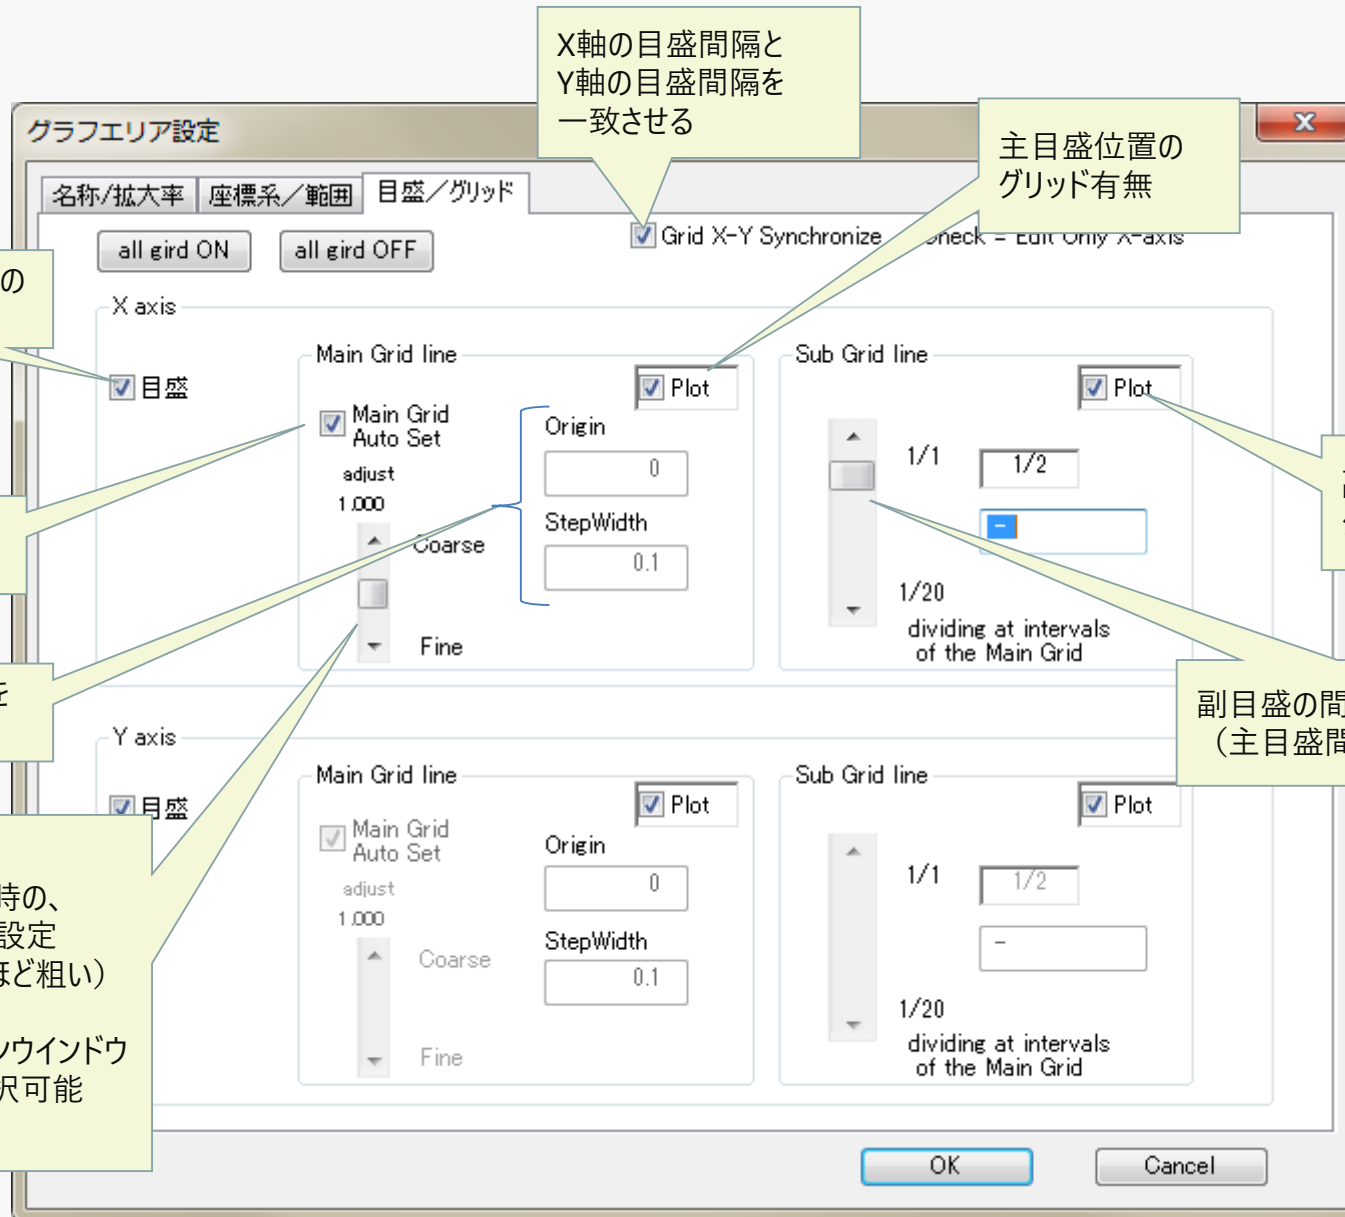 X軸の目盛間隔と
Y軸の目盛間隔を
一致させる
グラフエリア設定
主目盛位置の
グリッド有無
名称/拡大率
座標系／範囲
目盛／グリッド
all gird ON
all gird OFF
Grid X-Y Synchronize
= Edit Only X-axis
の
X axis
目盛
Main Grid line
Plot
Main Grid
Auto Set
adjust
1.000
Coarse
Fine
Origin
0
StepWidth
0.1
Sub Grid line
Plot
1/1
1/2
-
1/20
dividing at intervals
of the Main Grid
を
副目盛の間
（主目盛間
Y axis
目盛
Main Grid line
Plot
Main Grid
Auto Set
adjust
1.000
Coarse
Fine
Origin
0
StepWidth
0.1
Sub Grid line
Plot
1/1
1/2
-
1/20
dividing at intervals
of the Main Grid
時の、
設定
ほど粗い）
ンウインドウ
択可能
OK
Cancel